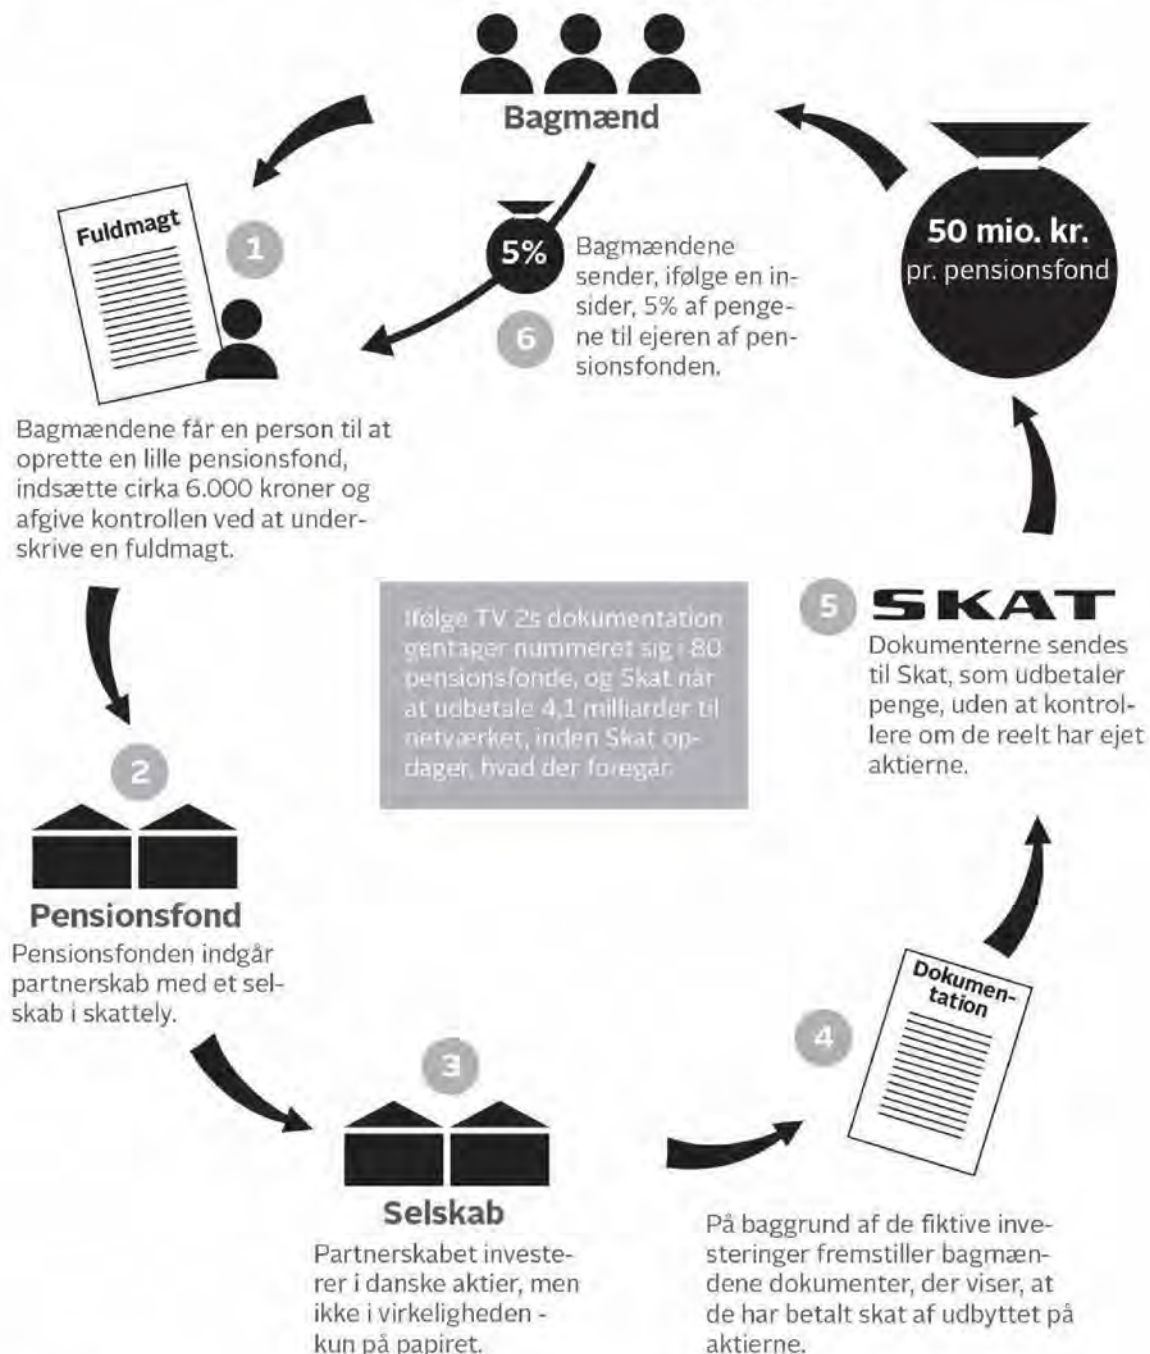 Bagmænd
Fuldmagt
1
Bagmændene får en person til at
oprette en lille pensionsfond,
indsætte cirka 6.000 kroner og
afgive kontrollen ved at under-
skrive en fuldmagt.
2
Pensionsfond
Pensionsfonden indgår
partnerskab med et sel-
skab i skattely.
3
Selskab
Partnerskabet investe-
rer i danske aktier, men
ikke i virkeligheden -
kun på papiret.
4
Dokumen-
tation
På baggrund af de fiktive inve-
steringer fremstiller bagmæn-
dene dokumenter, der viser, at
de har betalt skat af udbyttet på
aktierne.
5
SKAT
Dokumenterne sendes
til Skat, som udbetaler
penge, uden at kontrol-
lere om de reelt har ejet
aktierne.
50 mio. kr.
pr. pensionsfond
5%
6
Bagmændene
sender, ifølge en in-
sider, 5% af penge-
ne til ejeren af pen-
sionsfonden.
Ifølge TV 2s dokumentation
gentager nummeret sig i 80
pensionsfonde, og Skat når
at udbetale 4,1 milliarder til
netværket, inden Skat op-
dager, hvad der foregår.